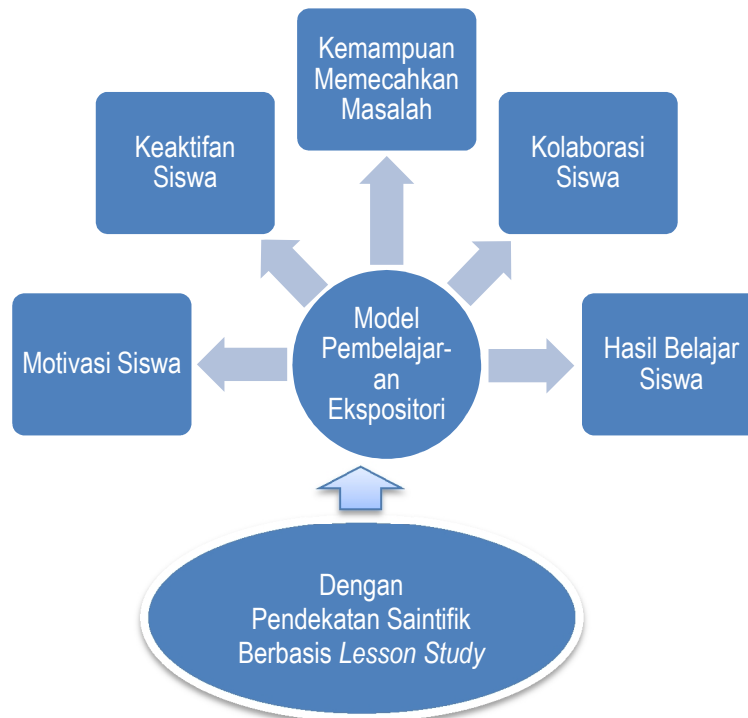 Kemampuan
Memecahkan
Masalah
Keaktifan
Siswa
Kolaborasi
Siswa
Motivasi Siswa
Model
Pembelajar-
an
Ekspositori
Hasil Belajar
Siswa
Dengan
Pendekatan Saintifik
Berbasis Lesson Study